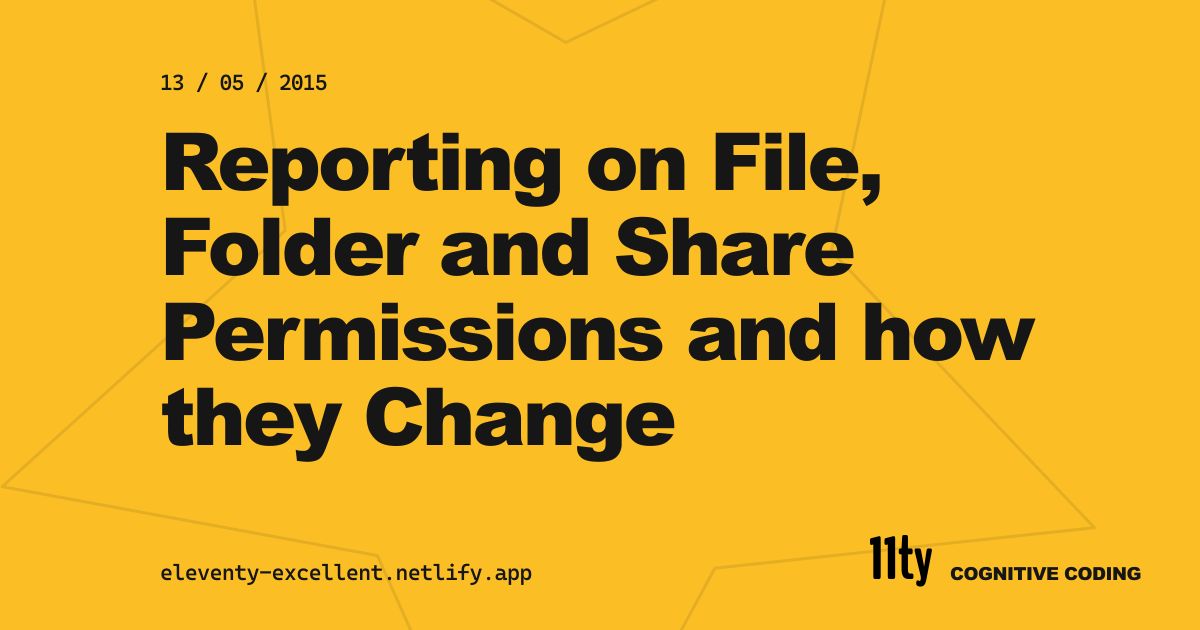 13 / 05 / 2015
Reporting on File,
Folder and Share
Permissions and how
they Change
eleventy-excellent.netlify.app
11ty COGNITIVE CODING